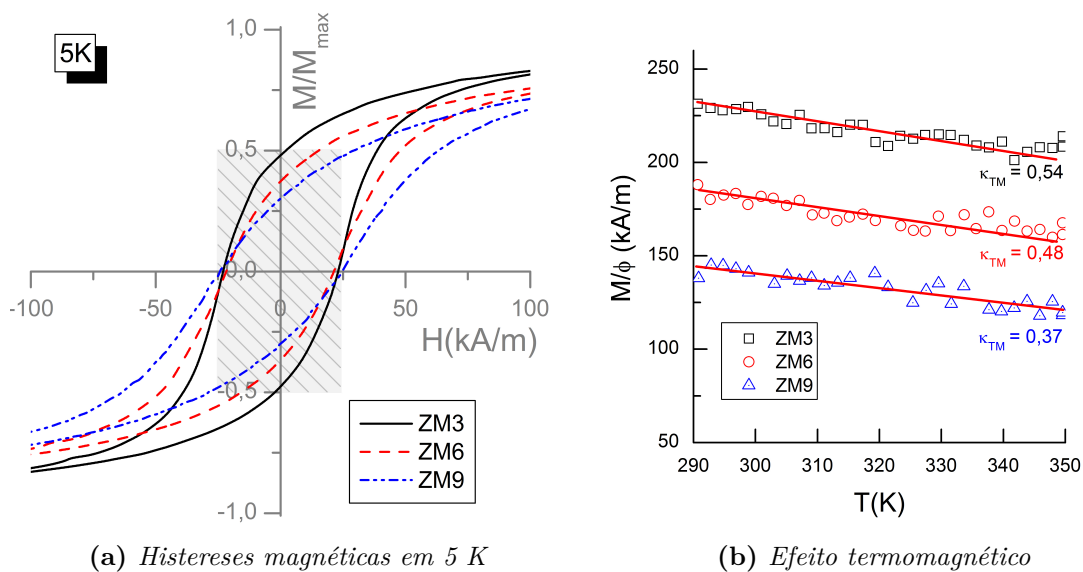 5K
1,0
M/M_max
0,5
0,0
-100
-50
0
50
100
H(kA/m)
-0,5
-1,0
ZM3
ZM6
ZM9
(a) Histereses magnéticas em 5 K
250
200
150
100
50
M/ϕ (kA/m)
κ_TM = 0,54
κ_TM = 0,48
κ_TM = 0,37
ZM3
ZM6
ZM9
290 300 310 320 330 340 350
T(K)
(b) Efeito termomagnético